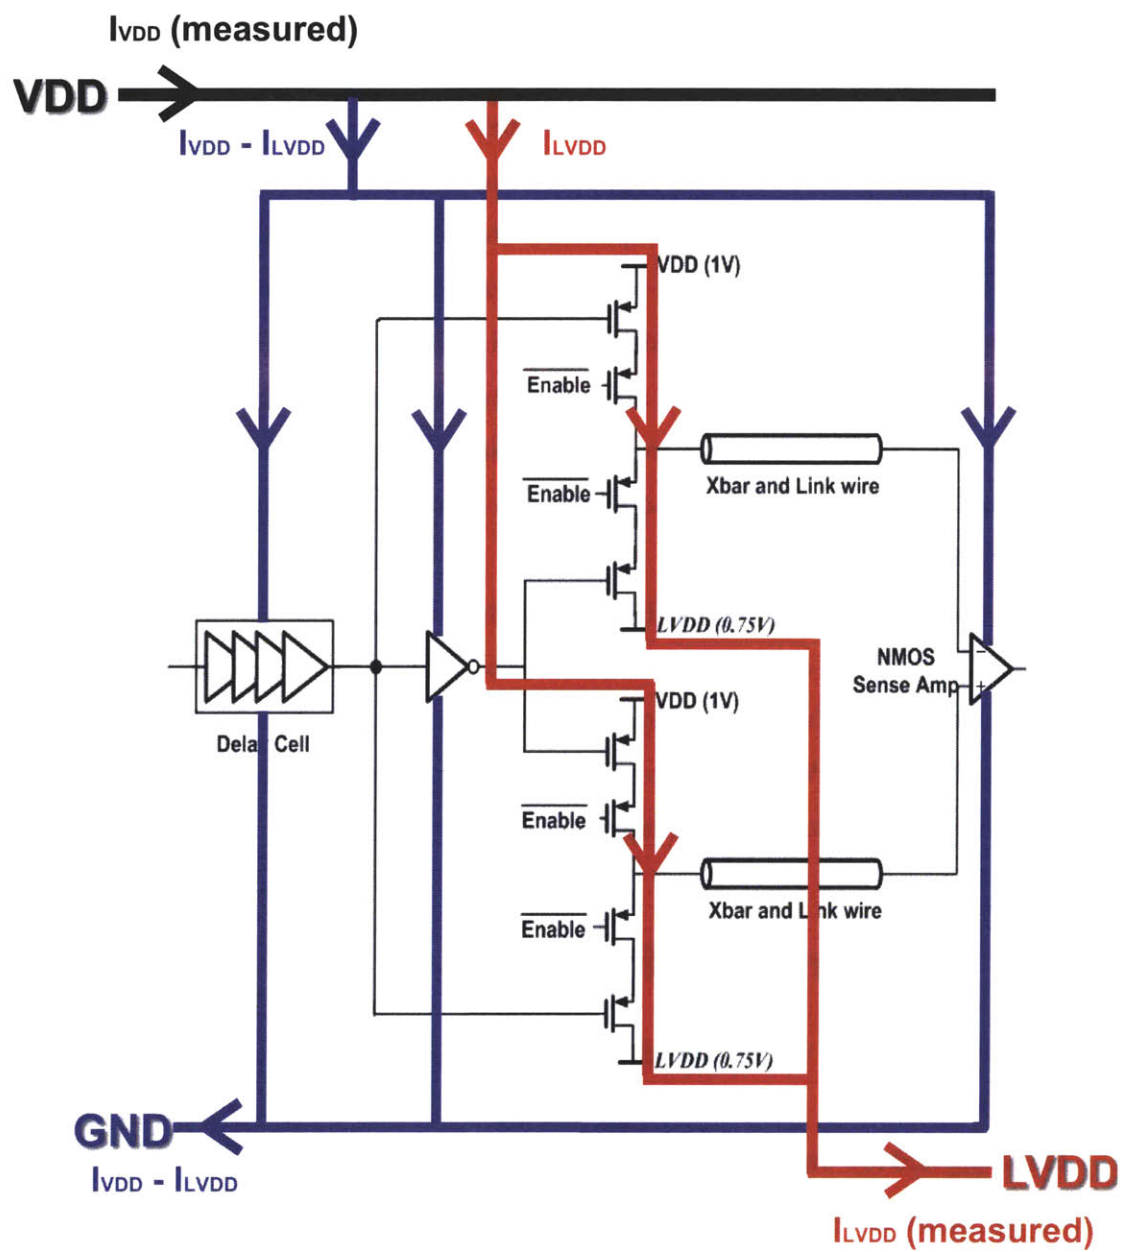 IVDD (measured)
VDD
IVDD - ILVDD
ILVDD
VDD (1V)
Enable
Enable
Xbar and Link wire
LVDD (0.75V)
NMOS
Sense Amp
-
+
VDD (1V)
Delay Cell
Enable
Xbar and Link wire
Enable
LVDD (0.75V)
GND
IVDD - ILVDD
LVDD
ILVDD (measured)